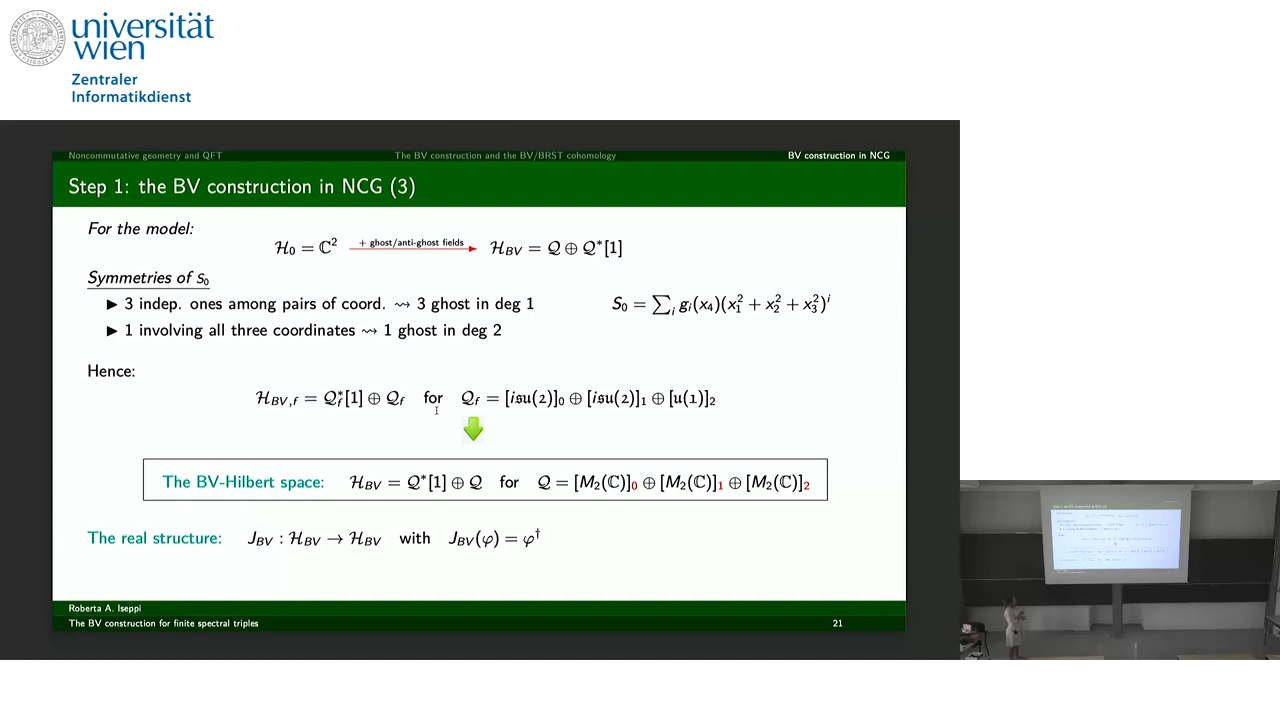 universität
wien
Zentraler
Informatikdienst
Noncommutative geometry and QFT The BV construction and the BV/BRST cohomology BV construction in NCG
Step 1: the BV construction in NCG (3)
For the model:
ℋ₀ = ℂ² + ghost/anti-ghost fields ℋ_BV = 𝒬 ⊕ 𝒬*[1]
Symmetries of S₀
▶ 3 indep. ones among pairs of coord. ⇝ 3 ghost in deg 1 S₀ = ∑ᵢ gᵢ(x₄)(x₁² + x₂² + x₃²)ⁱ
▶ 1 involving all three coordinates ⇝ 1 ghost in deg 2
Hence:
ℋ_BV,f = 𝒬*_f[1] ⊕ 𝒬_f for 𝒬_f = [i𝔰𝔲(2)]₀ ⊕ [i𝔰𝔲(2)]₁ ⊕ [𝔲(1)]₂
The BV-Hilbert space: ℋ_BV = 𝒬*[1] ⊕ 𝒬 for 𝒬 = [M₂(ℂ)]₀ ⊕ [M₂(ℂ)]₁ ⊕ [M₂(ℂ)]₂
The real structure: J_BV : ℋ_BV → ℋ_BV with J_BV(φ) = φ†
Roberta A. Iseppi
The BV construction for finite spectral triples 21